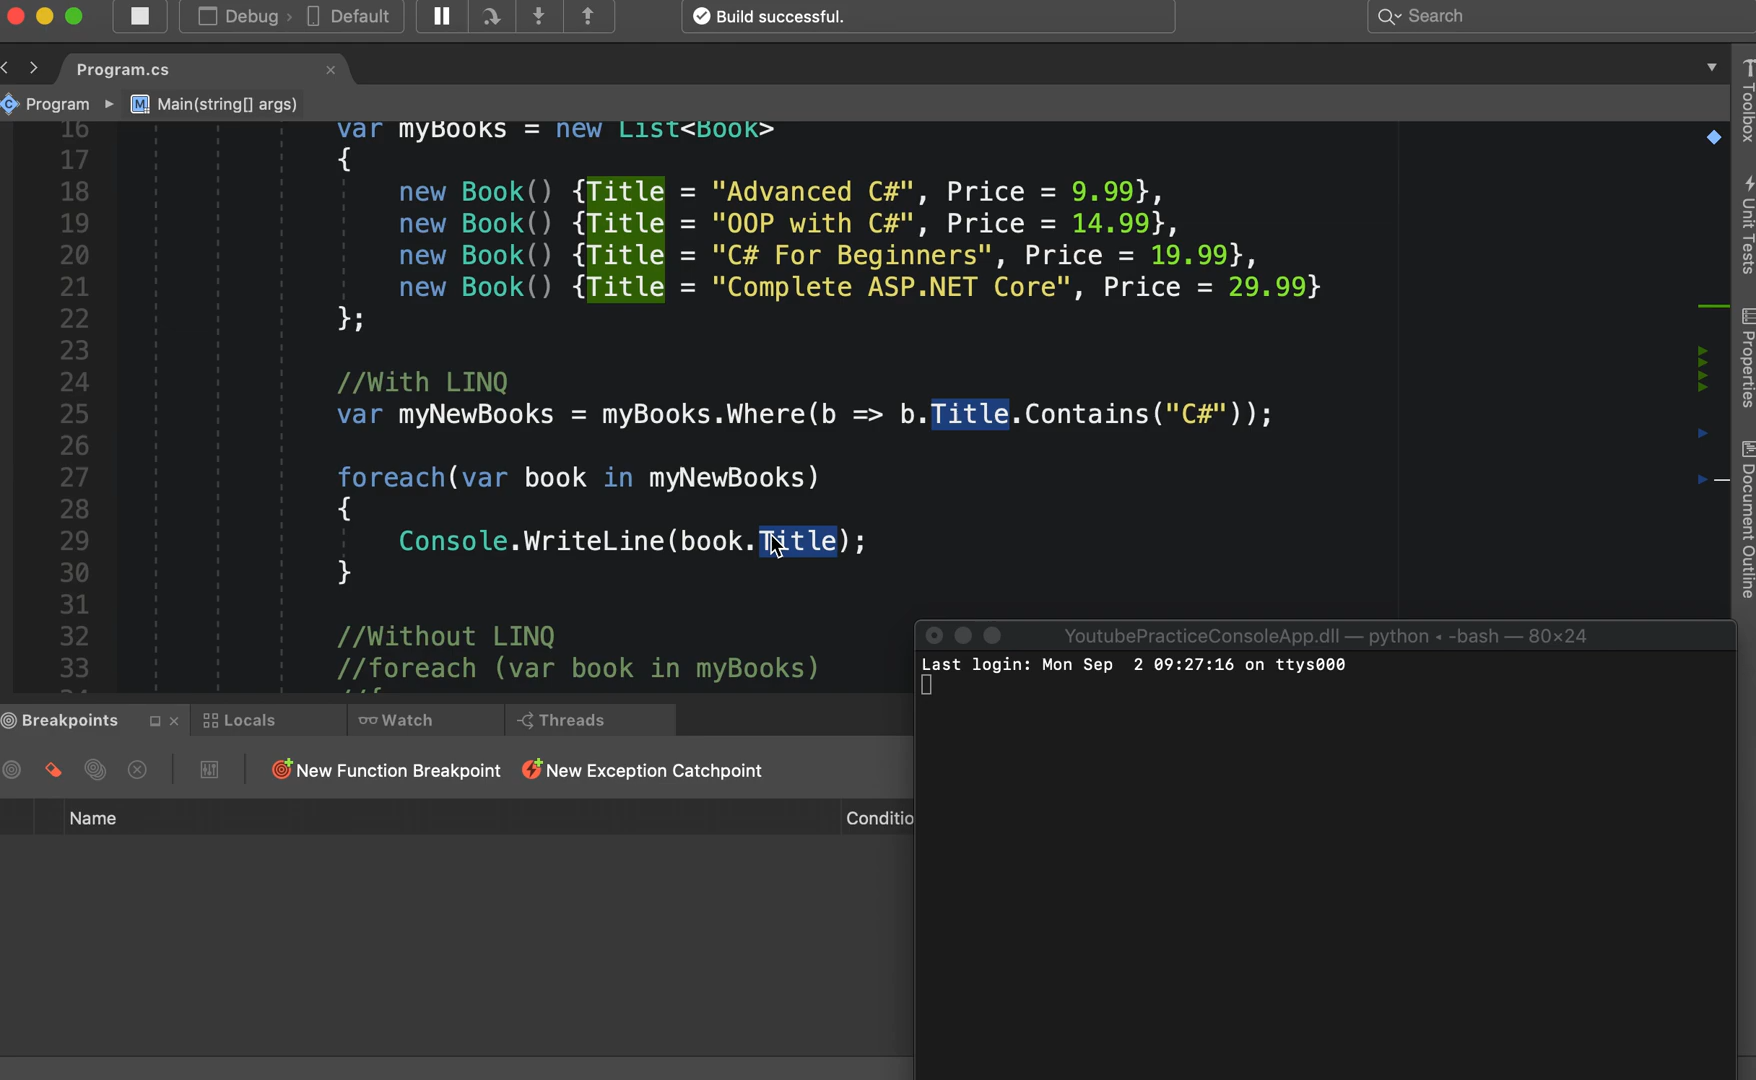 Debug › Default
Build successful.
Search
Program.cs
Program ▸ Main(string[] args)
16 var myBooks = new List<Book>
17 {
18 new Book() {Title = "Advanced C#", Price = 9.99},
19 new Book() {Title = "OOP with C#", Price = 14.99},
20 new Book() {Title = "C# For Beginners", Price = 19.99},
21 new Book() {Title = "Complete ASP.NET Core", Price = 29.99}
22 };
23
24 //With LINQ
25 var myNewBooks = myBooks.Where(b => b.Title.Contains("C#"));
26
27 foreach(var book in myNewBooks)
28 {
29 Console.WriteLine(book.Title);
30 }
31
32 //Without LINQ
33 //foreach (var book in myBooks)
Toolbox
Unit Tests
Properties
Document Outline
YoutubePracticeConsoleApp.dll — python ◂ -bash — 80×24
Last login: Mon Sep 2 09:27:16 on ttys000
Breakpoints
Locals
Watch
Threads
New Function Breakpoint
New Exception Catchpoint
Name
Conditio